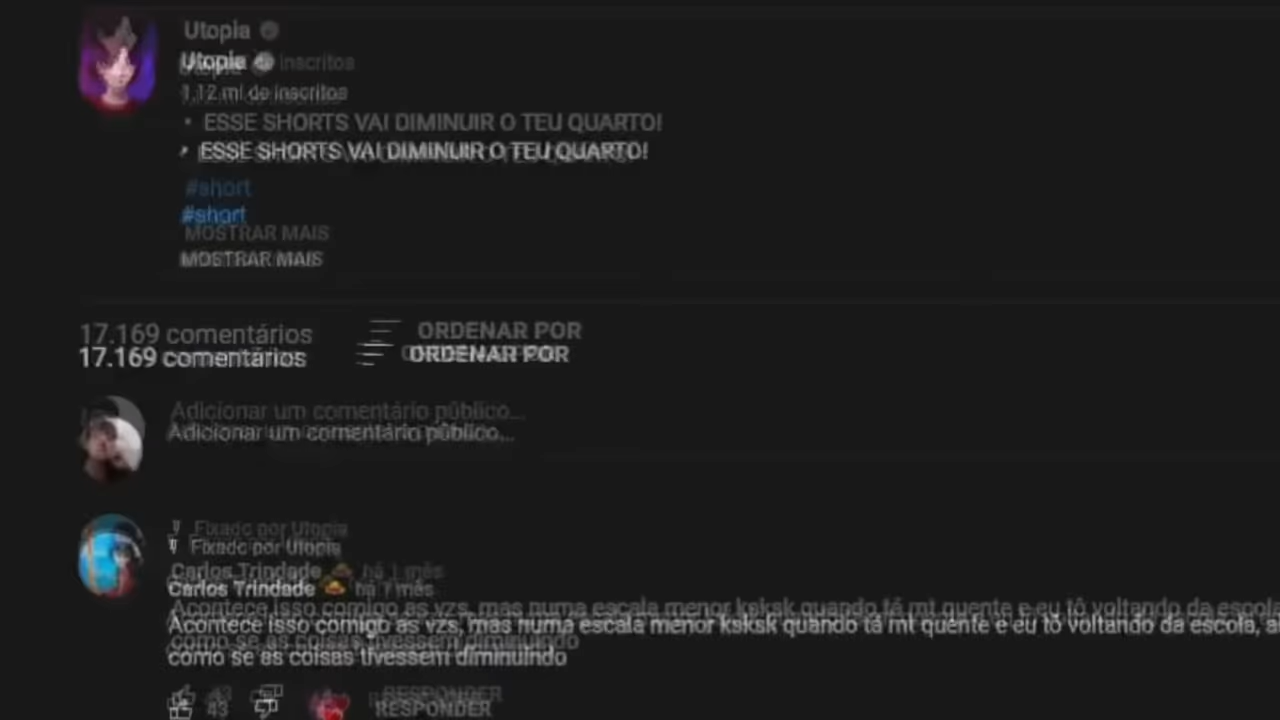 Utopia
1,12 mi de inscritos
ESSE SHORTS VAI DIMINUIR O TEU QUARTO!
#short
MOSTRAR MAIS
17.169 comentários ORDENAR POR
Adicionar um comentário público...
Fixado por Utopia
Carlos Trindade há 1 mês
Acontece isso comigo as vzs, mas numa escala menor ksksk quando tá mt quente e eu tô voltando da escola,
como se as coisas tivessem diminuindo
43 RESPONDER